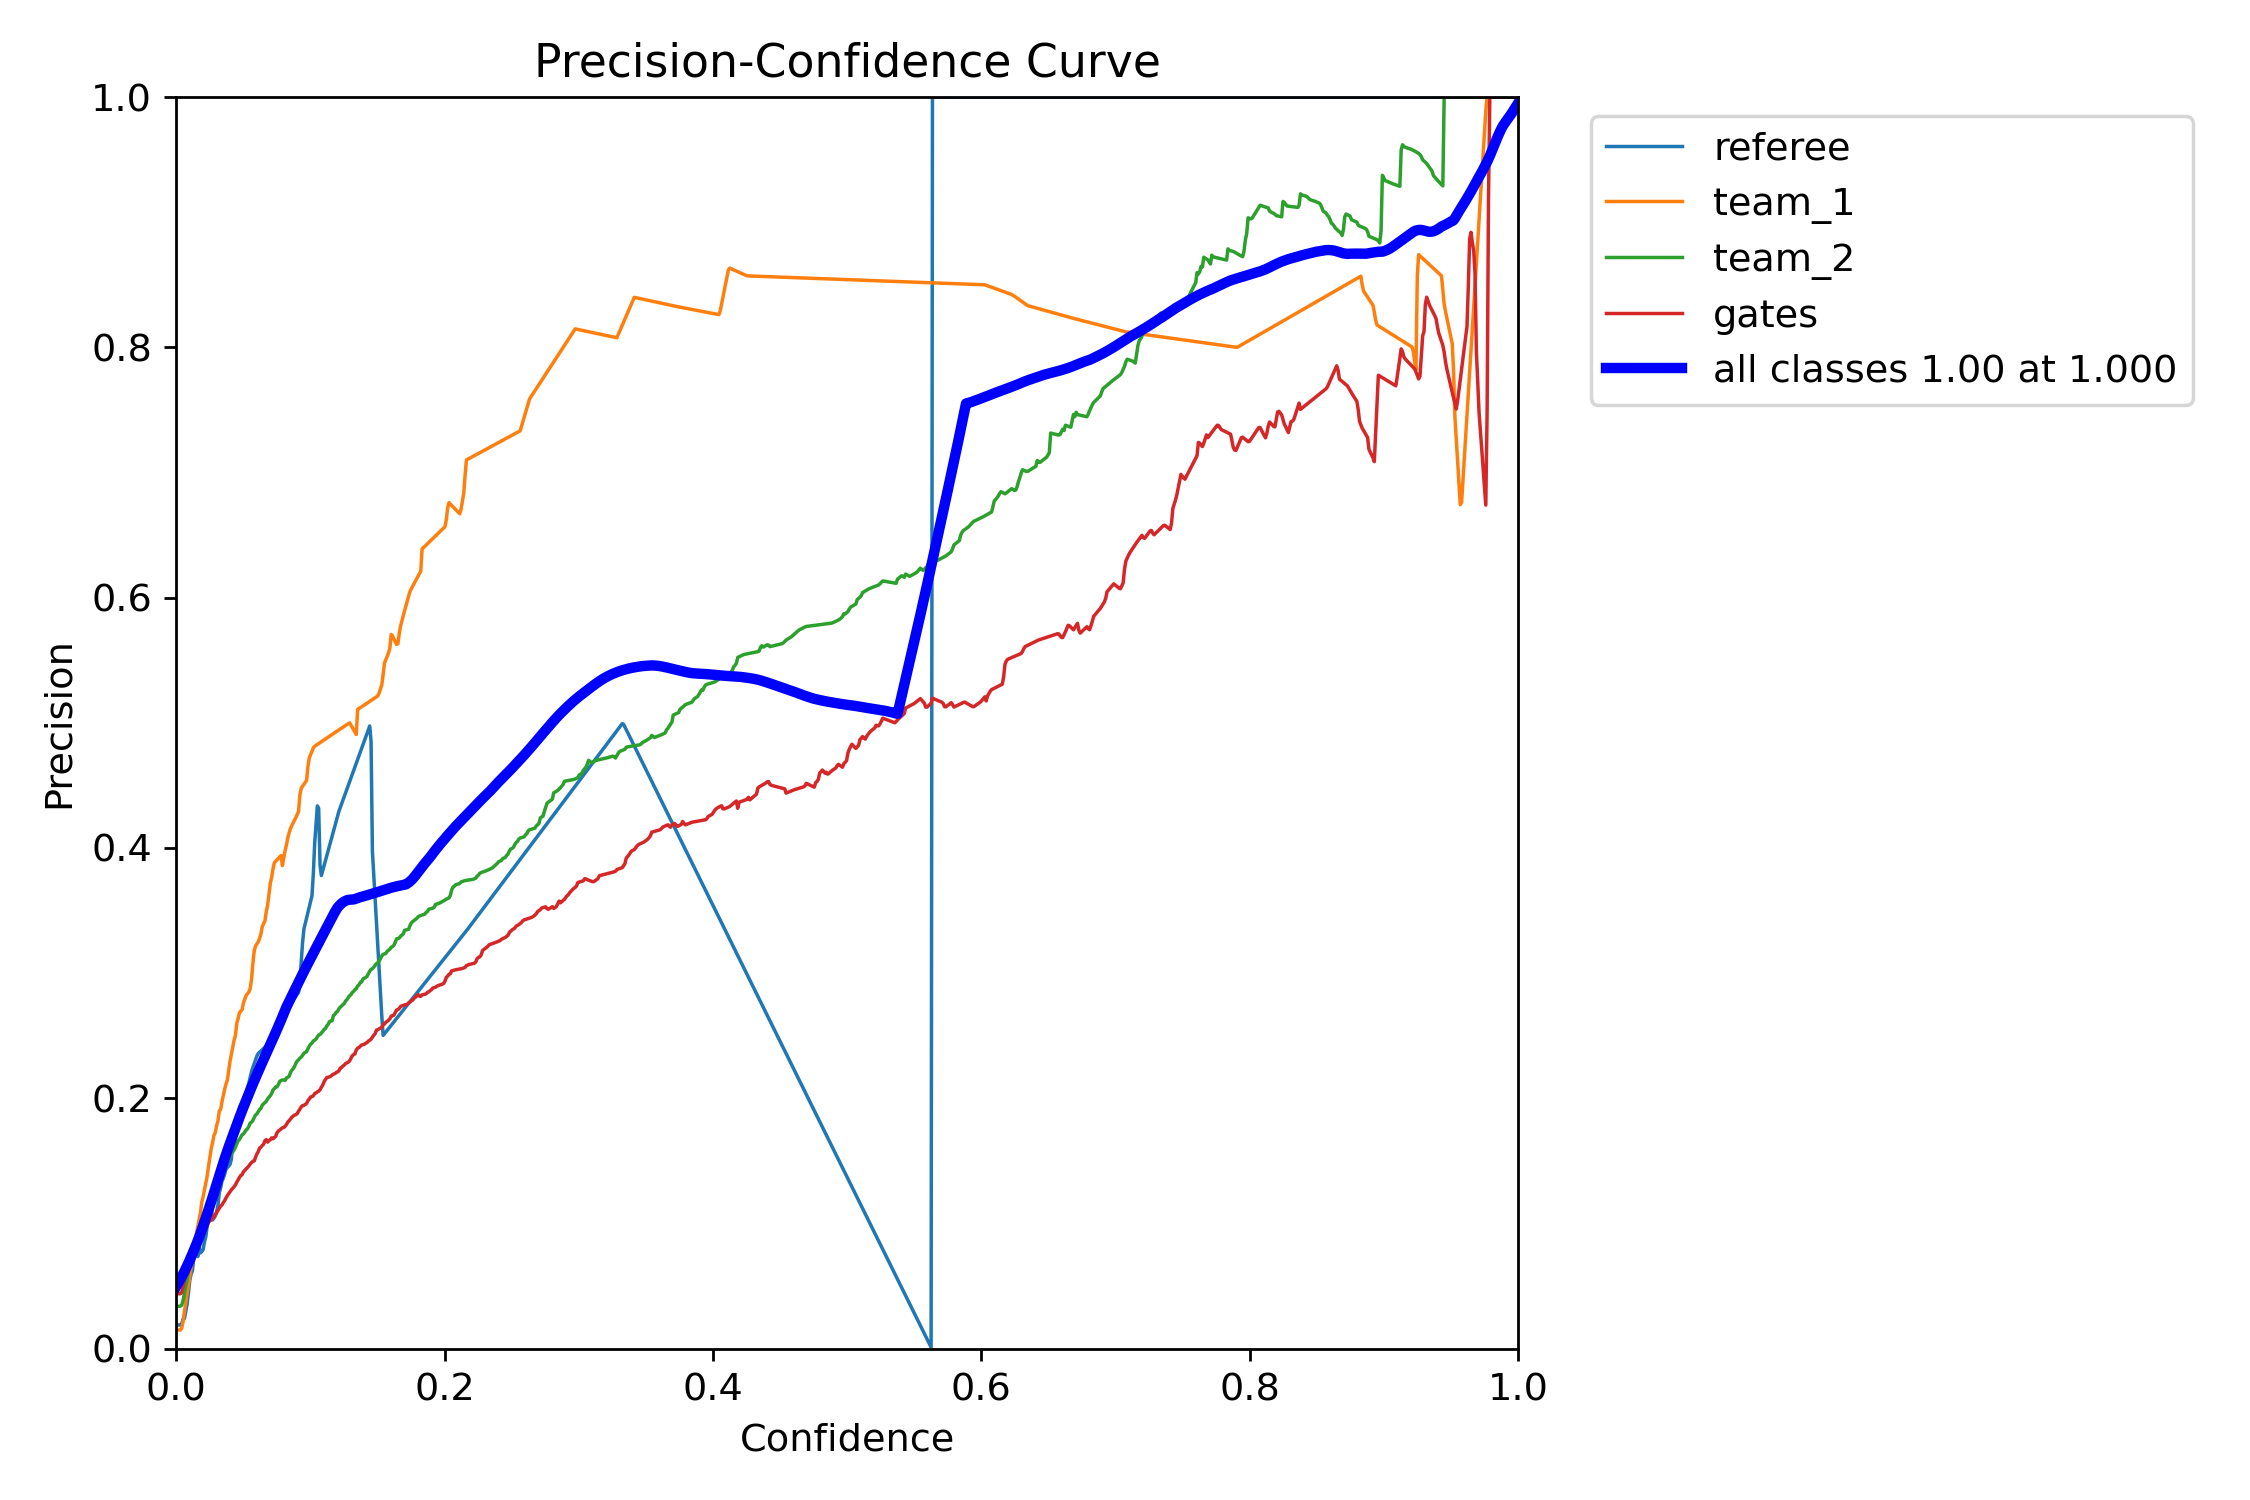 Precision-Confidence Curve
1.0
0.8
0.6
0.4
0.2
0.0
Precision
0.0 0.2 0.4 0.6 0.8 1.0
Confidence
referee
team_1
team_2
gates
all classes 1.00 at 1.000